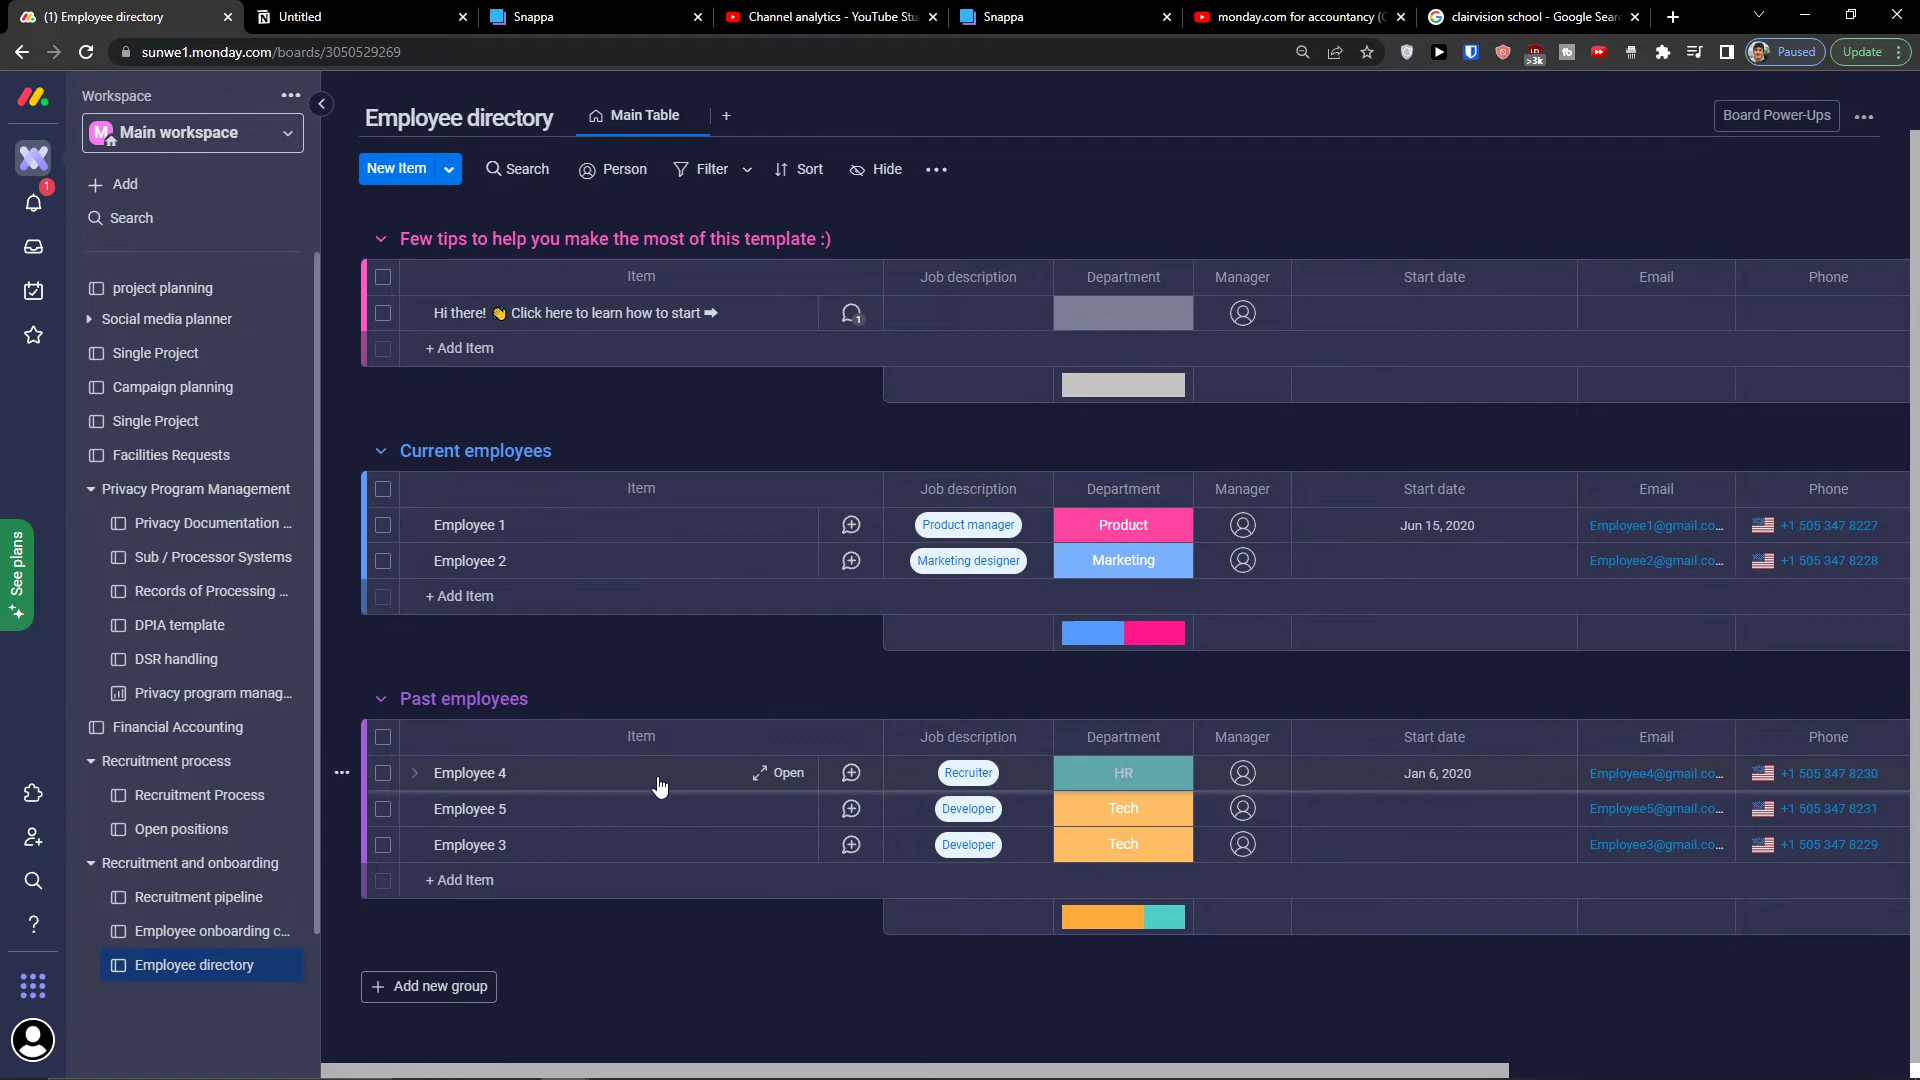 (1) Employee directory
Untitled
Snappa
Channel analytics - YouTube Stu
Snappa
monday.com for accountancy (
clairvision school - Google Sear
sunwe1.monday.com/boards/3050529269
>3k
Paused
Update
Workspace
M Main workspace
Add
Search
1
project planning
Social media planner
Single Project
Campaign planning
Single Project
Facilities Requests
Privacy Program Management
Privacy Documentation ...
Sub / Processor Systems
Records of Processing ...
DPIA template
DSR handling
Privacy program manag...
Financial Accounting
Recruitment process
Recruitment Process
Open positions
Recruitment and onboarding
Recruitment pipeline
Employee onboarding c...
Employee directory
See plans
Employee directory
Main Table
Board Power-Ups
New Item
Search
Person
Filter
Sort
Hide
Few tips to help you make the most of this template :)
Item Job description Department Manager Start date Email Phone
Hi there! 👋 Click here to learn how to start ➡ 1
+ Add Item
Current employees
Item Job description Department Manager Start date Email Phone
Employee 1 Product manager Product Jun 15, 2020 Employee1@gmail.co... +1 505 347 8227
Employee 2 Marketing designer Marketing Employee2@gmail.co... +1 505 347 8228
+ Add Item
Past employees
Item Job description Department Manager Start date Email Phone
Employee 4 Open Recruiter HR Jan 6, 2020 Employee4@gmail.co... +1 505 347 8230
Employee 5 Developer Tech Employee5@gmail.co... +1 505 347 8231
Employee 3 Developer Tech Employee3@gmail.co... +1 505 347 8229
+ Add Item
+ Add new group